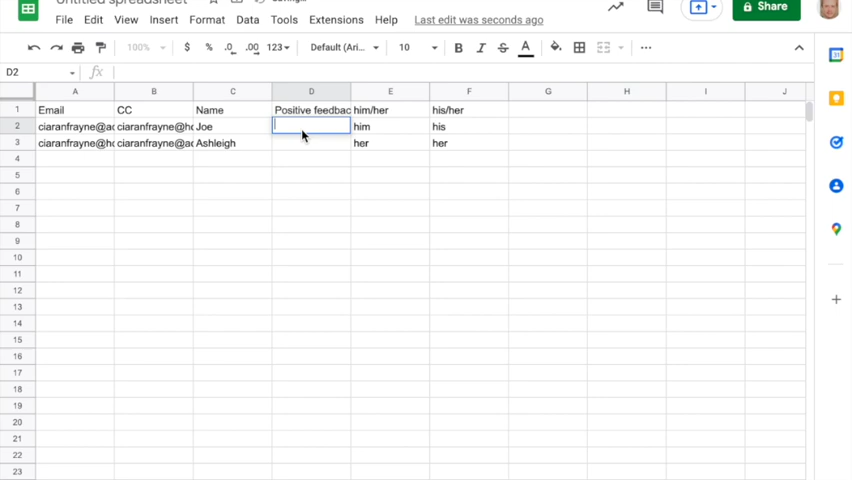 Untitled spreadsheet
File Edit View Insert Format Data Tools Extensions Help Last edit was seconds ago
Share
100% $ % .0 .00 123 Default (Ari... 10 B I S A
D2 fx
A B C D E F G H I J
1 Email CC Name Positive feedbac him/her his/her
2 ciaranfrayne@ac ciaranfrayne@ho Joe him his
3 ciaranfrayne@ho ciaranfrayne@ac Ashleigh her her
4
5
6
7
8
9
10
11
12
13
14
15
16
17
18
19
20
21
22
23